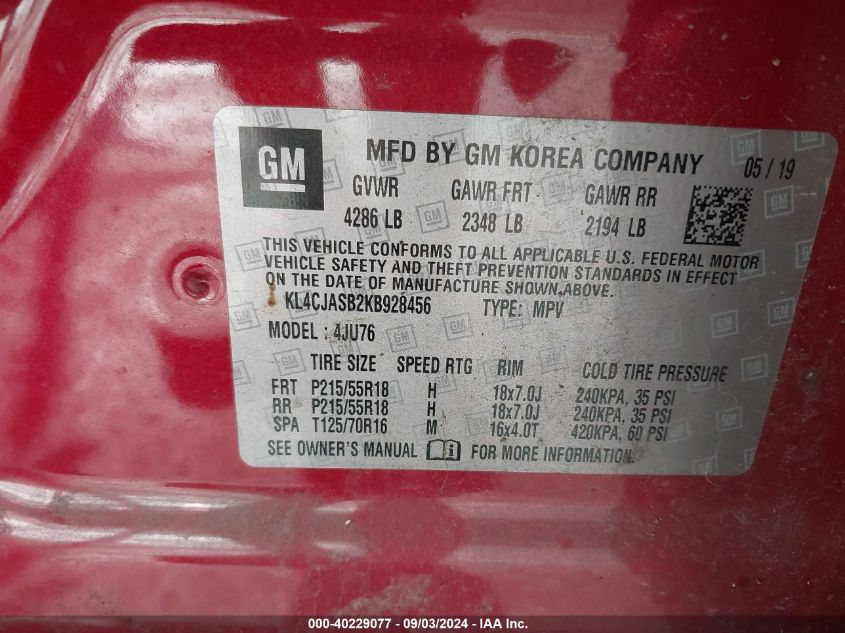 GM MFD BY GM KOREA COMPANY 05 / 19
GVWR GAWR FRT GAWR RR
4286 LB 2348 LB 2194 LB
THIS VEHICLE CONFORMS TO ALL APPLICABLE U.S. FEDERAL MOTOR
VEHICLE SAFETY AND THEFT PREVENTION STANDARDS IN EFFECT
ON THE DATE OF MANUFACTURE SHOWN ABOVE.
KL4CJASB2KB928456 TYPE: MPV
MODEL : 4JU76
TIRE SIZE SPEED RTG RIM COLD TIRE PRESSURE
FRT P215/55R18 H 18x7.0J 240KPA, 35 PSI
RR P215/55R18 H 18x7.0J 240KPA, 35 PSI
SPA T125/70R16 M 16x4.0T 420KPA, 60 PSI
SEE OWNER'S MANUAL FOR MORE INFORMATION.
000-40229077 - 09/03/2024 - IAAI.com